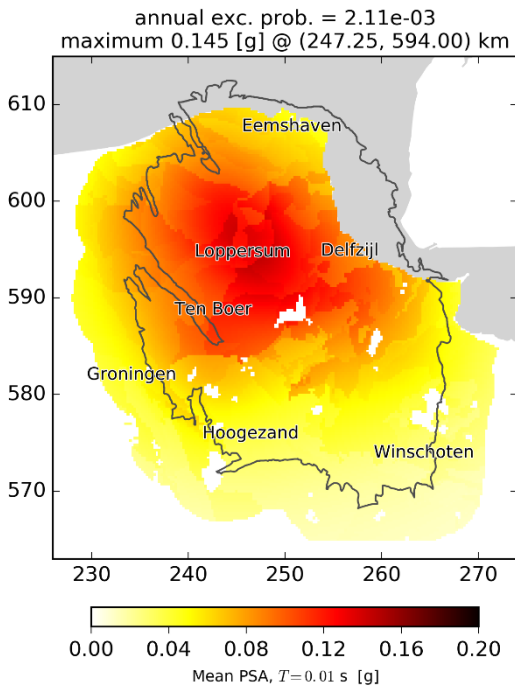 annual exc. prob. = 2.11e-03
maximum 0.145 [g] @ (247.25, 594.00) km
610
Eemshaven
600
Loppersum Delfzijl
590
Ten Boer
Groningen
580
Hoogezand
Winschoten
570
230 240 250 260 270
0.00 0.04 0.08 0.12 0.16 0.20
Mean PSA, T=0.01 s [g]